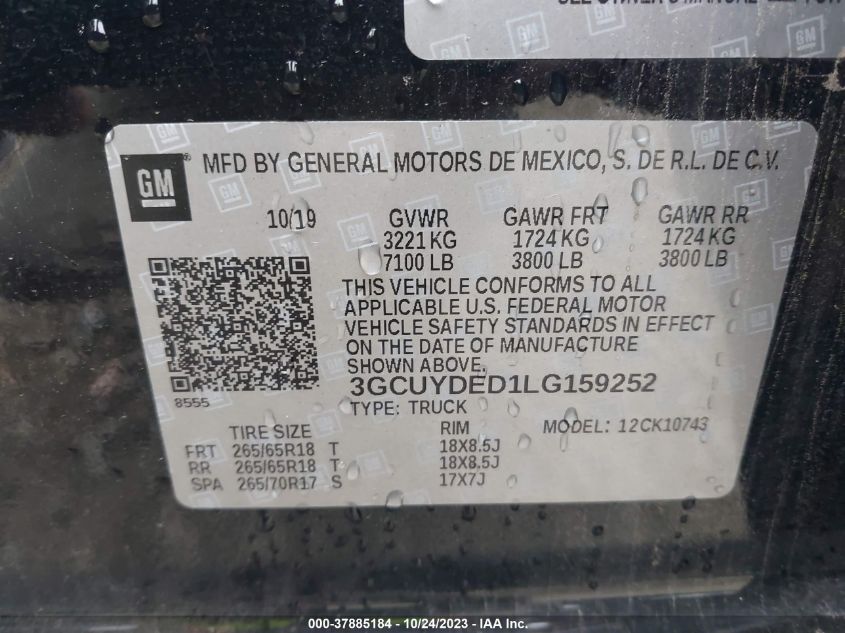 SEE OWNER'S MANUAL
GM
MFD BY GENERAL MOTORS DE MEXICO, S. DE R.L. DE C.V.
10/19 GVWR GAWR FRT GAWR RR
3221 KG 1724 KG 1724 KG
7100 LB 3800 LB 3800 LB
THIS VEHICLE CONFORMS TO ALL
APPLICABLE U.S. FEDERAL MOTOR
VEHICLE SAFETY STANDARDS IN EFFECT
ON THE DATE OF MANUFACTURE
SHOWN ABOVE.
3GCUYDED1LG159252
8555
TYPE: TRUCK
TIRE SIZE RIM MODEL: 12CK10743
FRT 265/65R18 T 18X8.5J
RR 265/65R18 T 18X8.5J
SPA 265/70R17 S 17X7J
000-37885184 - 10/24/2023 - IAA Inc.